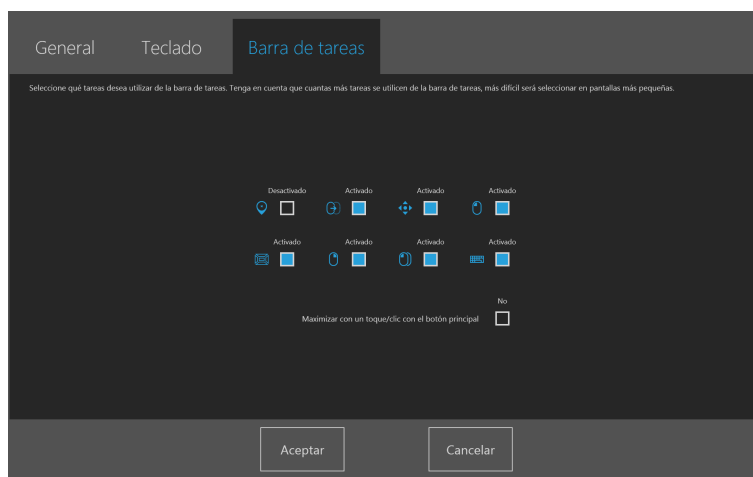 General Teclado Barra de tareas
Seleccione qué tareas desea utilizar de la barra de tareas. Tenga en cuenta que cuantas más tareas se utilicen de la barra de tareas, más difícil será seleccionar en pantallas más pequeñas.
Desactivado Activado Activado Activado
Activado Activado Activado Activado
No
Maximizar con un toque/clic con el botón principal
Aceptar Cancelar